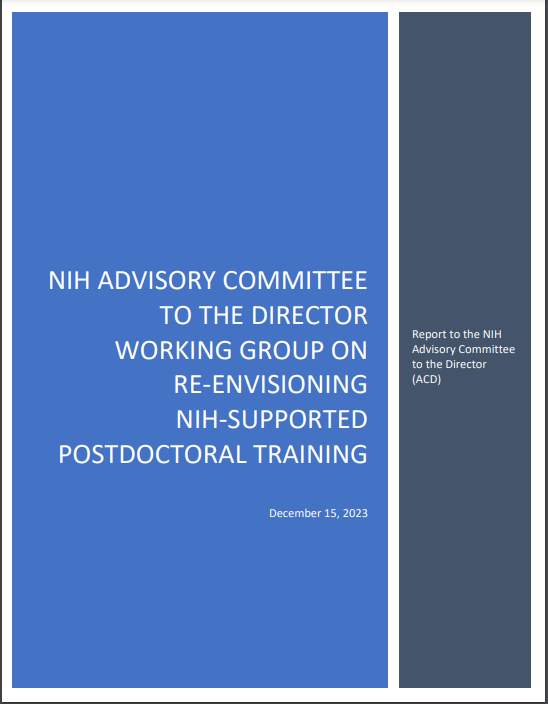 NIH ADVISORY COMMITTEE
TO THE DIRECTOR
WORKING GROUP ON
RE-ENVISIONING
NIH-SUPPORTED
POSTDOCTORAL TRAINING
December 15, 2023
Report to the NIH
Advisory Committee
to the Director
(ACD)